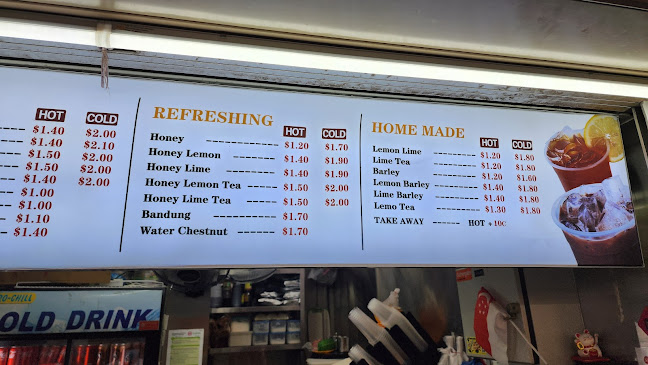 HOT COLD
$1.40 $2.00
$1.40 $2.10
$1.50 $2.00
$1.50 $2.00
$1.40 $2.00
$1.00
$1.00
$1.10
$1.40
REFRESHING
HOT COLD
Honey $1.20 $1.70
Honey Lemon $1.40 $1.90
Honey Lime $1.40 $1.90
Honey Lemon Tea $1.50 $2.00
Honey Lime Tea $1.50 $2.00
Bandung $1.70
Water Chestnut $1.70
HOME MADE
HOT COLD
Lemon Lime $1.20 $1.80
Lime Tea $1.20 $1.80
Barley $1.20 $1.60
Lemon Barley $1.40 $1.80
Lime Barley $1.40 $1.80
Lemo Tea $1.30 $1.80
TAKE AWAY HOT +10C
O-CHILL
OLD DRINK